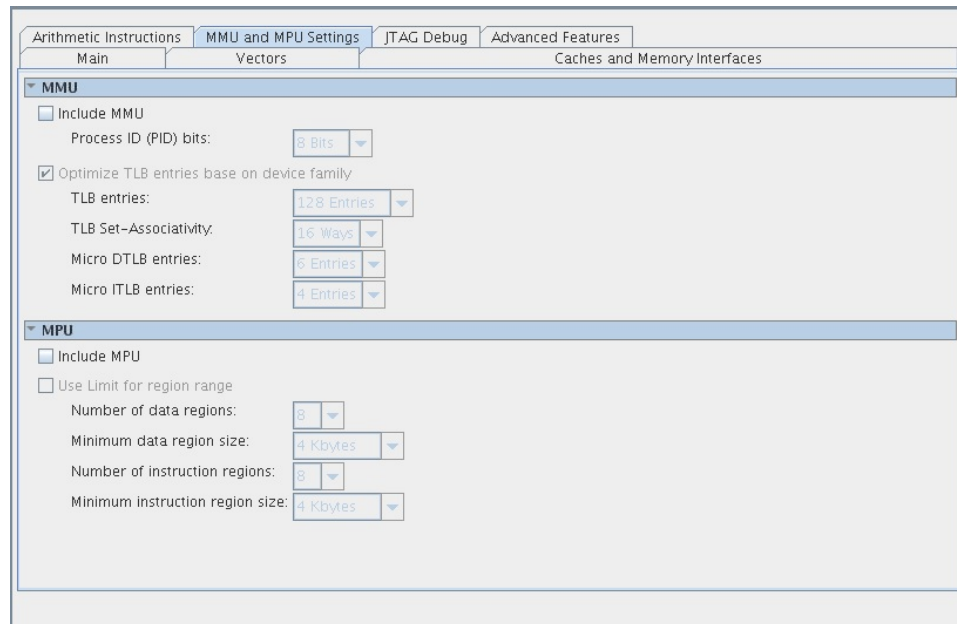 Arithmetic Instructions MMU and MPU Settings JTAG Debug Advanced Features
Main Vectors Caches and Memory Interfaces
MMU
Include MMU
Process ID (PID) bits: 8 Bits
Optimize TLB entries base on device family
TLB entries: 128 Entries
TLB Set-Associativity: 16 Ways
Micro DTLB entries: 6 Entries
Micro ITLB entries: 4 Entries
MPU
Include MPU
Use Limit for region range
Number of data regions: 8
Minimum data region size: 4 Kbytes
Number of instruction regions: 8
Minimum instruction region size: 4 Kbytes